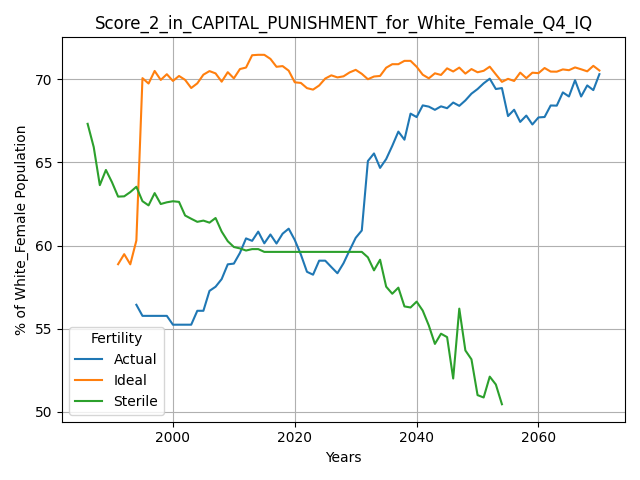 Score_2_in_CAPITAL_PUNISHMENT_for_White_Female_Q4_IQ
% of White_Female Population
70
65
60
55
50
Fertility
Actual
Ideal
Sterile
2000
2020
2040
2060
Years